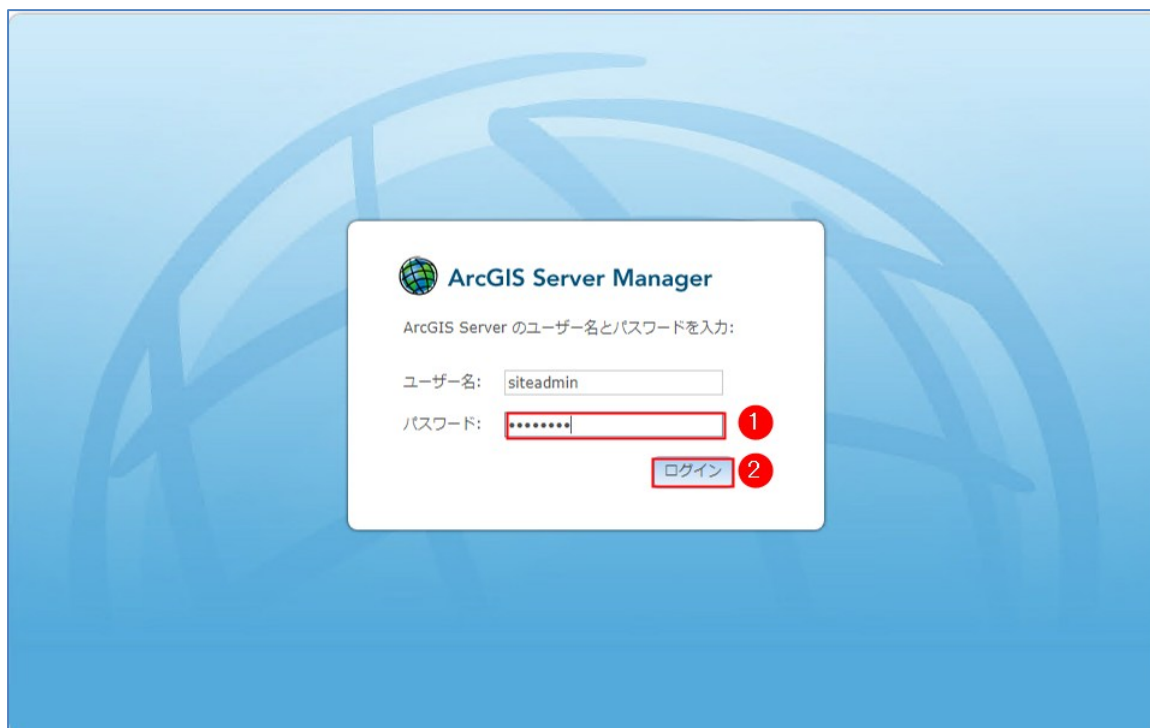 ArcGIS Server Manager
ArcGIS Server のユーザー名とパスワードを入力:
ユーザー名: siteadmin
パスワード: •••••••• 1
ログイン 2